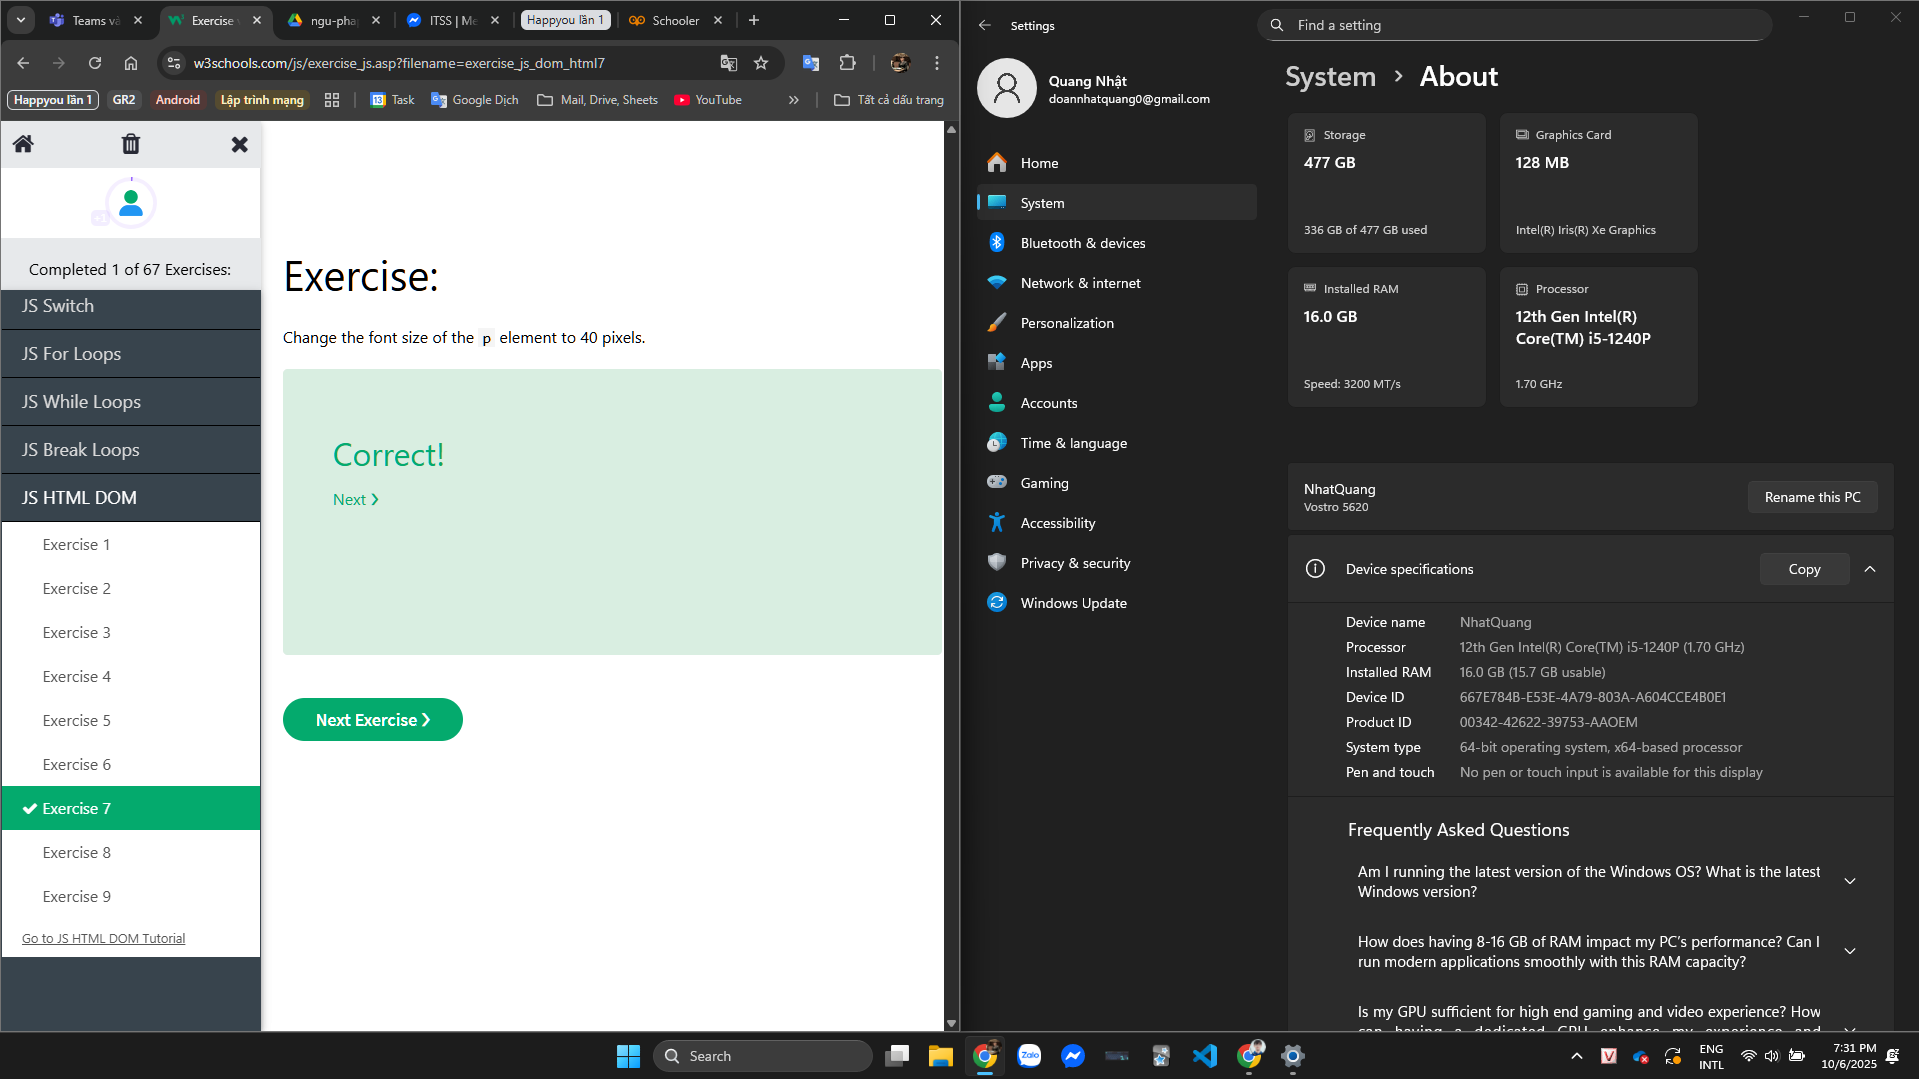 Teams và
Exercise
ngu-pha
ITSS | Me
Happyou lần 1
Schooler
w3schools.com/js/exercise_js.asp?filename=exercise_js_dom_html7
Happyou lần 1
GR2
Android
Lập trình mạng
Task
Google Dịch
Mail, Drive, Sheets
YouTube
Tất cả dấu trang
Completed 1 of 67 Exercises:
JS Switch
JS For Loops
JS While Loops
JS Break Loops
JS HTML DOM
Exercise 1
Exercise 2
Exercise 3
Exercise 4
Exercise 5
Exercise 6
Exercise 7
Exercise 8
Exercise 9
Go to JS HTML DOM Tutorial
Exercise:
Change the font size of the p element to 40 pixels.
Correct!
Next ❯
Next Exercise ❯
Settings
Find a setting
Quang Nhật
doannhatquang0@gmail.com
Home
System
Bluetooth & devices
Network & internet
Personalization
Apps
Accounts
Time & language
Gaming
Accessibility
Privacy & security
Windows Update
System > About
Storage
477 GB
336 GB of 477 GB used
Graphics Card
128 MB
Intel(R) Iris(R) Xe Graphics
Installed RAM
16.0 GB
Speed: 3200 MT/s
Processor
12th Gen Intel(R)
Core(TM) i5-1240P
1.70 GHz
NhatQuang
Vostro 5620
Rename this PC
Device specifications
Copy
Device name NhatQuang
Processor 12th Gen Intel(R) Core(TM) i5-1240P (1.70 GHz)
Installed RAM 16.0 GB (15.7 GB usable)
Device ID 667E784B-E53E-4A79-803A-A604CCE4B0E1
Product ID 00342-42622-39753-AAOEM
System type 64-bit operating system, x64-based processor
Pen and touch No pen or touch input is available for this display
Frequently Asked Questions
Am I running the latest version of the Windows OS? What is the latest
Windows version?
How does having 8-16 GB of RAM impact my PC's performance? Can I
run modern applications smoothly with this RAM capacity?
Is my GPU sufficient for high end gaming and video experience? How
can having a dedicated GPU enhance my experience and
Search
Zalo
ENG
INTL
7:31 PM
10/6/2025